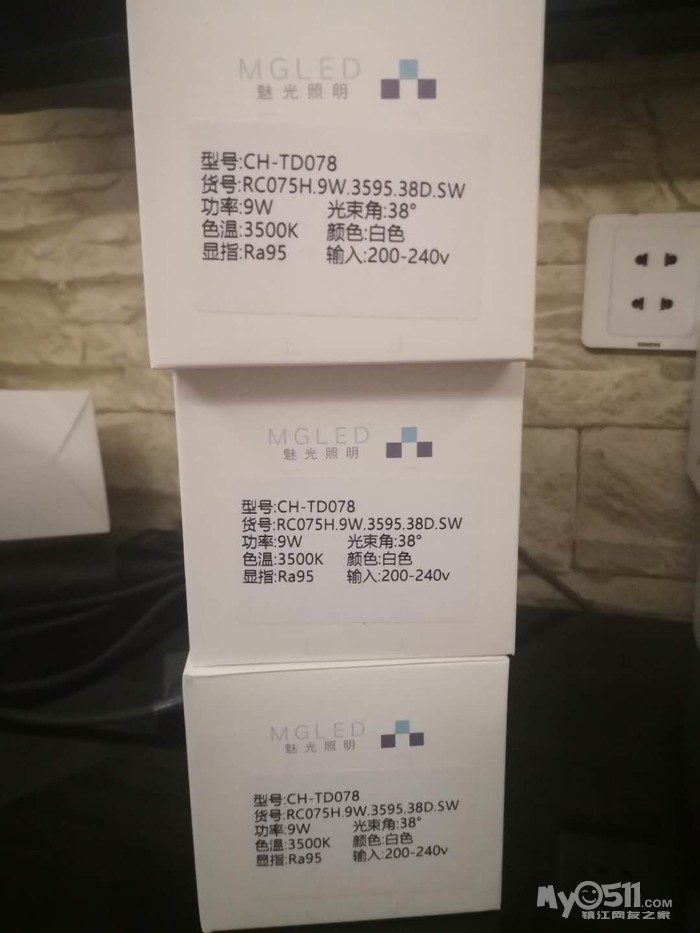 MGLED
魅光照明
型号:CH-TD078
货号:RC075H.9W.3595.38D.SW
功率:9W 光束角:38°
色温:3500K 颜色:白色
显指:Ra95 输入:200-240v
MGLED
魅光照明
型号:CH-TD078
货号:RC075H.9W.3595.38D.SW
功率:9W 光束角:38°
色温:3500K 颜色:白色
显指:Ra95 输入:200-240v
MGLED
魅光照明
型号:CH-TD078
货号:RC075H.9W.3595.38D.SW
功率:9W 光束角:38°
色温:3500K 颜色:白色
显指:Ra95 输入:200-240v
My0511.COM
镇江网友之家